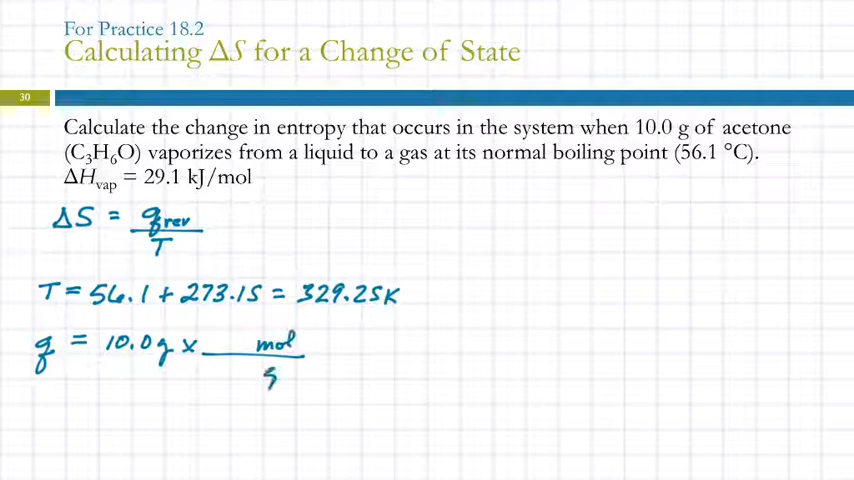 For Practice 18.2
Calculating ΔS for a Change of State
30
Calculate the change in entropy that occurs in the system when 10.0 g of acetone
(C₃H₆O) vaporizes from a liquid to a gas at its normal boiling point (56.1 °C).
ΔHvap = 29.1 kJ/mol
ΔS = qrev / T
T = 56.1 + 273.15 = 329.25K
q = 10.0g × ___ mol / g